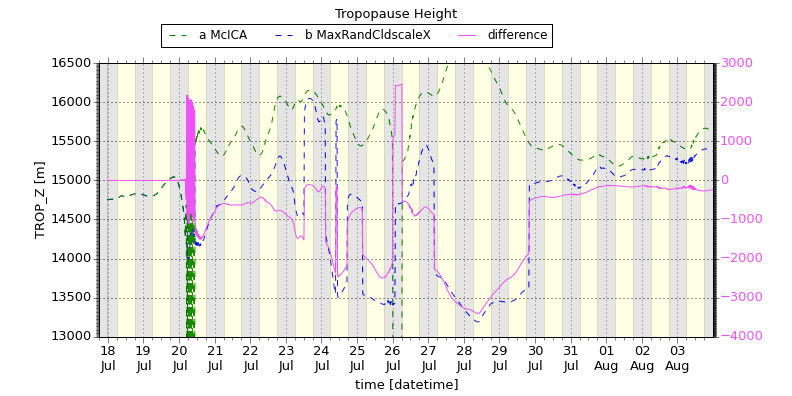 Tropopause Height
a McICA
b MaxRandCldscaleX
difference
16500
16000
15500
15000
14500
14000
13500
13000
TROP_Z [m]
3000
2000
1000
0
−1000
−2000
−3000
−4000
18 19 20 21 22 23 24 25 26 27 28 29 30 31 01 02 03
Jul Jul Jul Jul Jul Jul Jul Jul Jul Jul Jul Jul Jul Jul Aug Aug Aug
time [datetime]